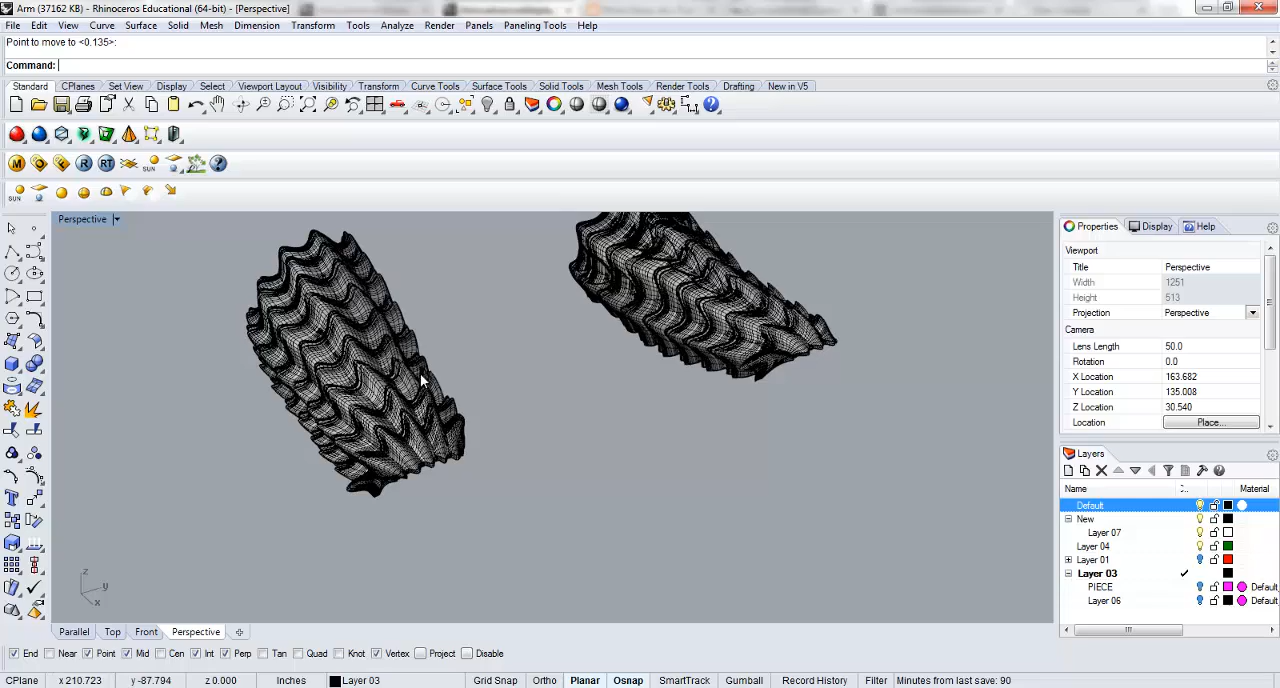 Arm (37162 KB) - Rhinoceros Educational (64-bit) - [Perspective]
File Edit View Curve Surface Solid Mesh Dimension Transform Tools Analyze Render Panels Paneling Tools Help
Point to move to <0.135>:
Command:
Standard CPlanes Set View Display Select Viewport Layout Visibility Transform Curve Tools Surface Tools Solid Tools Mesh Tools Render Tools Drafting New in V5
M R RT SUN
SUN
Perspective
Properties Display Help
Viewport
Title Perspective
Width 1251
Height 513
Projection Perspective
Camera
Lens Length 50.0
Rotation 0.0
X Location 163.682
Y Location 135.008
Z Location 30.540
Location Place...
Layers
Name Material
Default
New
Layer 07
Layer 04
Layer 01
Layer 03
PIECE Default
Layer 06 Default
z
y
x
Parallel Top Front Perspective
End Near Point Mid Cen Int Perp Tan Quad Knot Vertex Project Disable
CPlane x 210.723 y -87.794 z 0.000 Inches Layer 03 Grid Snap Ortho Planar Osnap SmartTrack Gumball Record History Filter Minutes from last save: 90